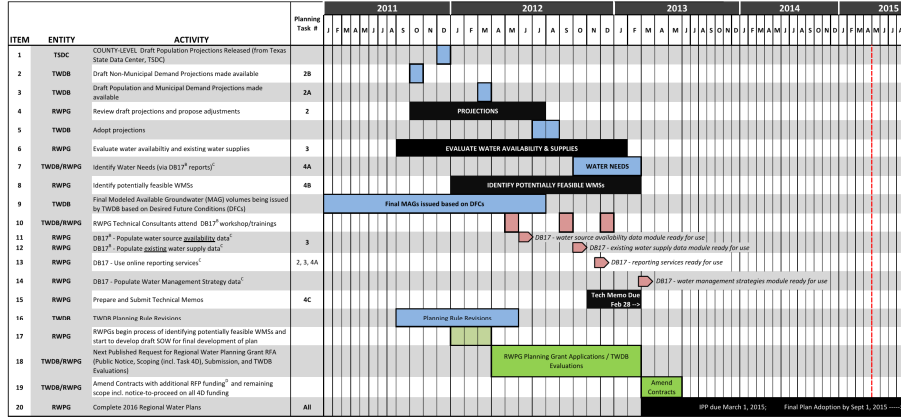 2011 2012 2013 2014 2015
Planning Task #
J F M A M J J A S O N D J F M A M J J A S O N D J F M A M J J A S O N D J F M A M J J A S O N D J F M A M J J A
ITEM ENTITY ACTIVITY
1 TSDC COUNTY-LEVEL Draft Population Projections Released (from Texas
State Data Center, TSDC)
2 TWDB Draft Non-Municipal Demand Projections made available 2B
3 TWDB Draft Population and Municipal Demand Projections made
available 2A
4 RWPG Review draft projections and propose adjustments 2 PROJECTIONS
5 TWDB Adopt projections
6 RWPG Evaluate water availabiltiy and existing water supplies 3 EVALUATE WATER AVAILABILITY & SUPPLIES
7 TWDB/RWPG Identify Water Needs (via DB17ᴮ reports)ᶜ 4A WATER NEEDS
8 RWPG Identify potentially feasible WMSs 4B IDENTIFY POTENTIALLY FEASIBLE WMSs
9 TWDB Final Modeled Available Groundwater (MAG) volumes being issued
by TWDB based on Desired Future Conditions (DFCs) Final MAGs issued based on DFCs
10 TWDB/RWPG RWPG Technical Consultants attend DB17ᴮ workshop/trainings
11 RWPG DB17ᴮ - Populate water source availability dataᶜ 3 DB17 - water source availability data module ready for use
12 RWPG DB17ᴮ - Populate existing water supply dataᶜ DB17 - existing water supply data module ready for use
13 RWPG DB17 - Use online reporting servicesᶜ 2, 3, 4A DB17 - reporting services ready for use
14 RWPG DB17 - Populate Water Management Strategy dataᶜ DB17 - water management strategies module ready for use
15 RWPG Prepare and Submit Technical Memos 4C Tech Memo Due
Feb 28 -->
16 TWDB TWDB Planning Rule Revisions Planning Rule Revisions
17 RWPG RWPGs begin process of identifying potentially feasible WMSs and
start to develop draft SOW for final development of plan
18 TWDB/RWPG Next Published Request for Regional Water Planning Grant RFA
(Public Notice, Scoping (incl. Task 4D), Submission, and TWDB
Evaluations) RWPG Planning Grant Applications / TWDB
Evaluations
19 TWDB/RWPG Amend Contracts with additional RFP fundingᴰ and remaining
scope incl. notice-to-proceed on all 4D funding Amend
Contracts
20 RWPG Complete 2016 Regional Water Plans All IPP due March 1, 2015; Final Plan Adoption by Sept 1, 2015 -----